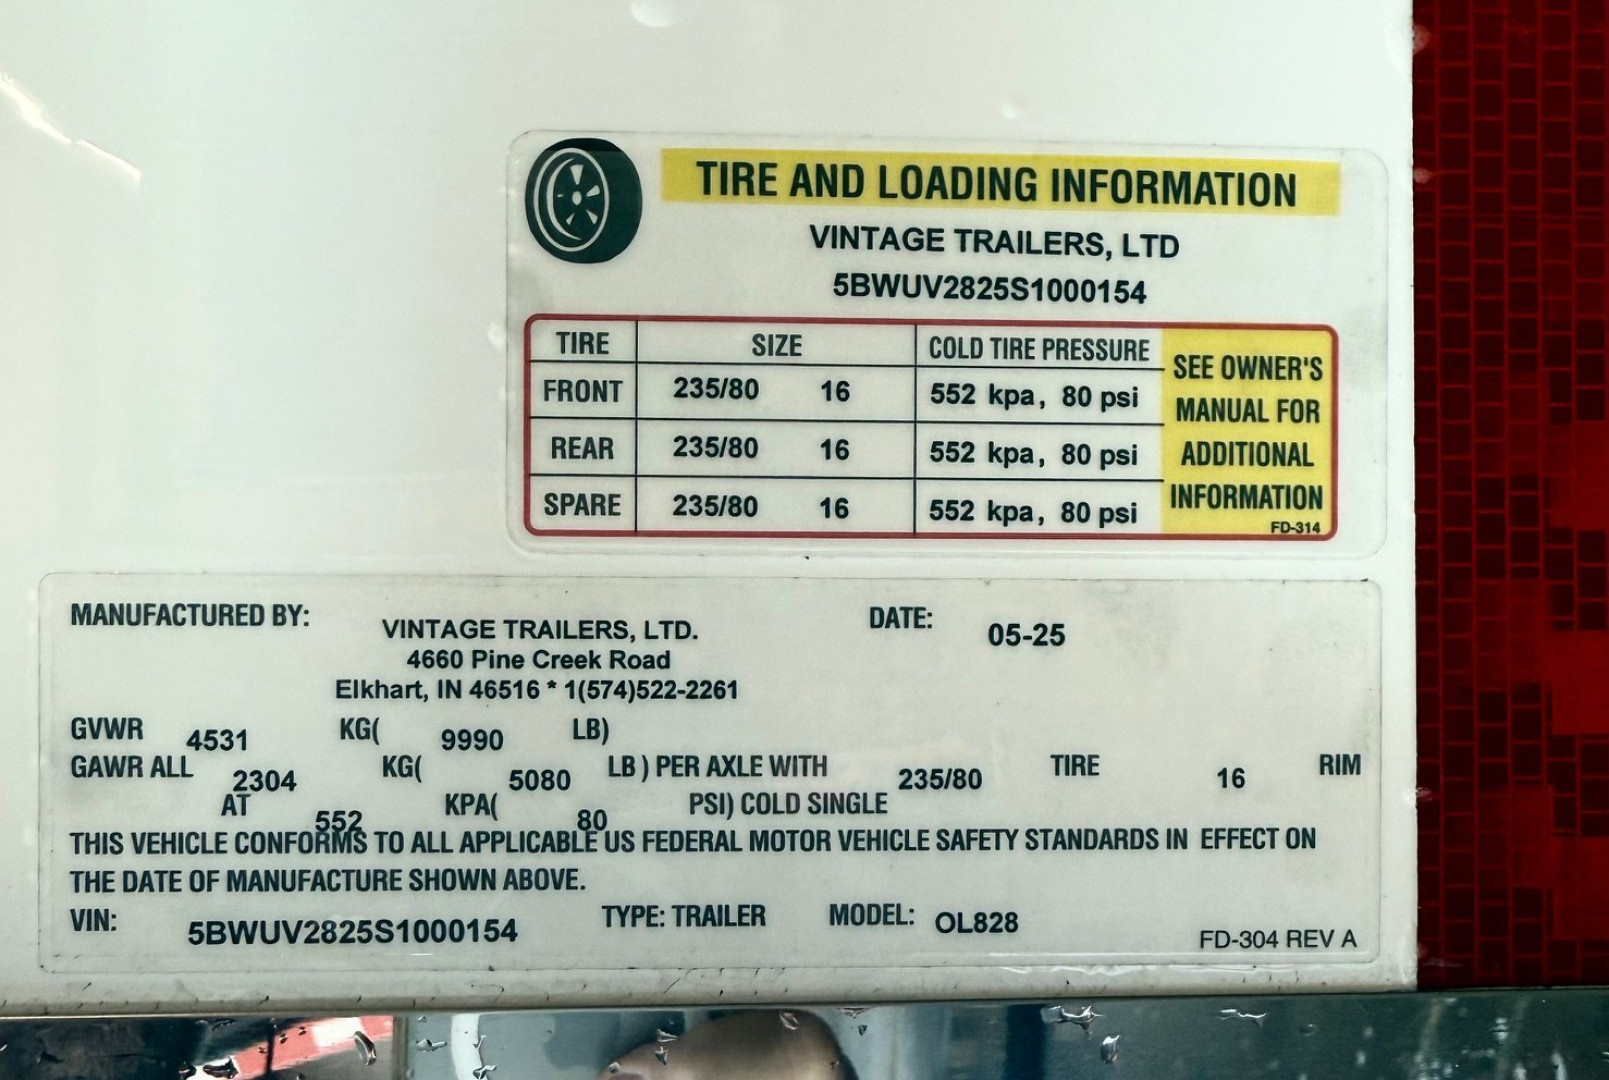 TIRE AND LOADING INFORMATION
VINTAGE TRAILERS, LTD
5BWUV2825S1000154
TIRE SIZE COLD TIRE PRESSURE
FRONT 235/80 16 552 kpa, 80 psi
REAR 235/80 16 552 kpa, 80 psi
SPARE 235/80 16 552 kpa, 80 psi
SEE OWNER'S
MANUAL FOR
ADDITIONAL
INFORMATION
FD-314
MANUFACTURED BY: VINTAGE TRAILERS, LTD. DATE: 05-25
4660 Pine Creek Road
Elkhart, IN 46516 * 1(574)522-2261
GVWR 4531 KG( 9990 LB)
GAWR ALL 2304 KG( 5080 LB ) PER AXLE WITH 235/80 TIRE 16 RIM
AT 552 KPA( 80 PSI) COLD SINGLE
THIS VEHICLE CONFORMS TO ALL APPLICABLE US FEDERAL MOTOR VEHICLE SAFETY STANDARDS IN EFFECT ON
THE DATE OF MANUFACTURE SHOWN ABOVE.
VIN: 5BWUV2825S1000154 TYPE: TRAILER MODEL: OL828
FD-304 REV A